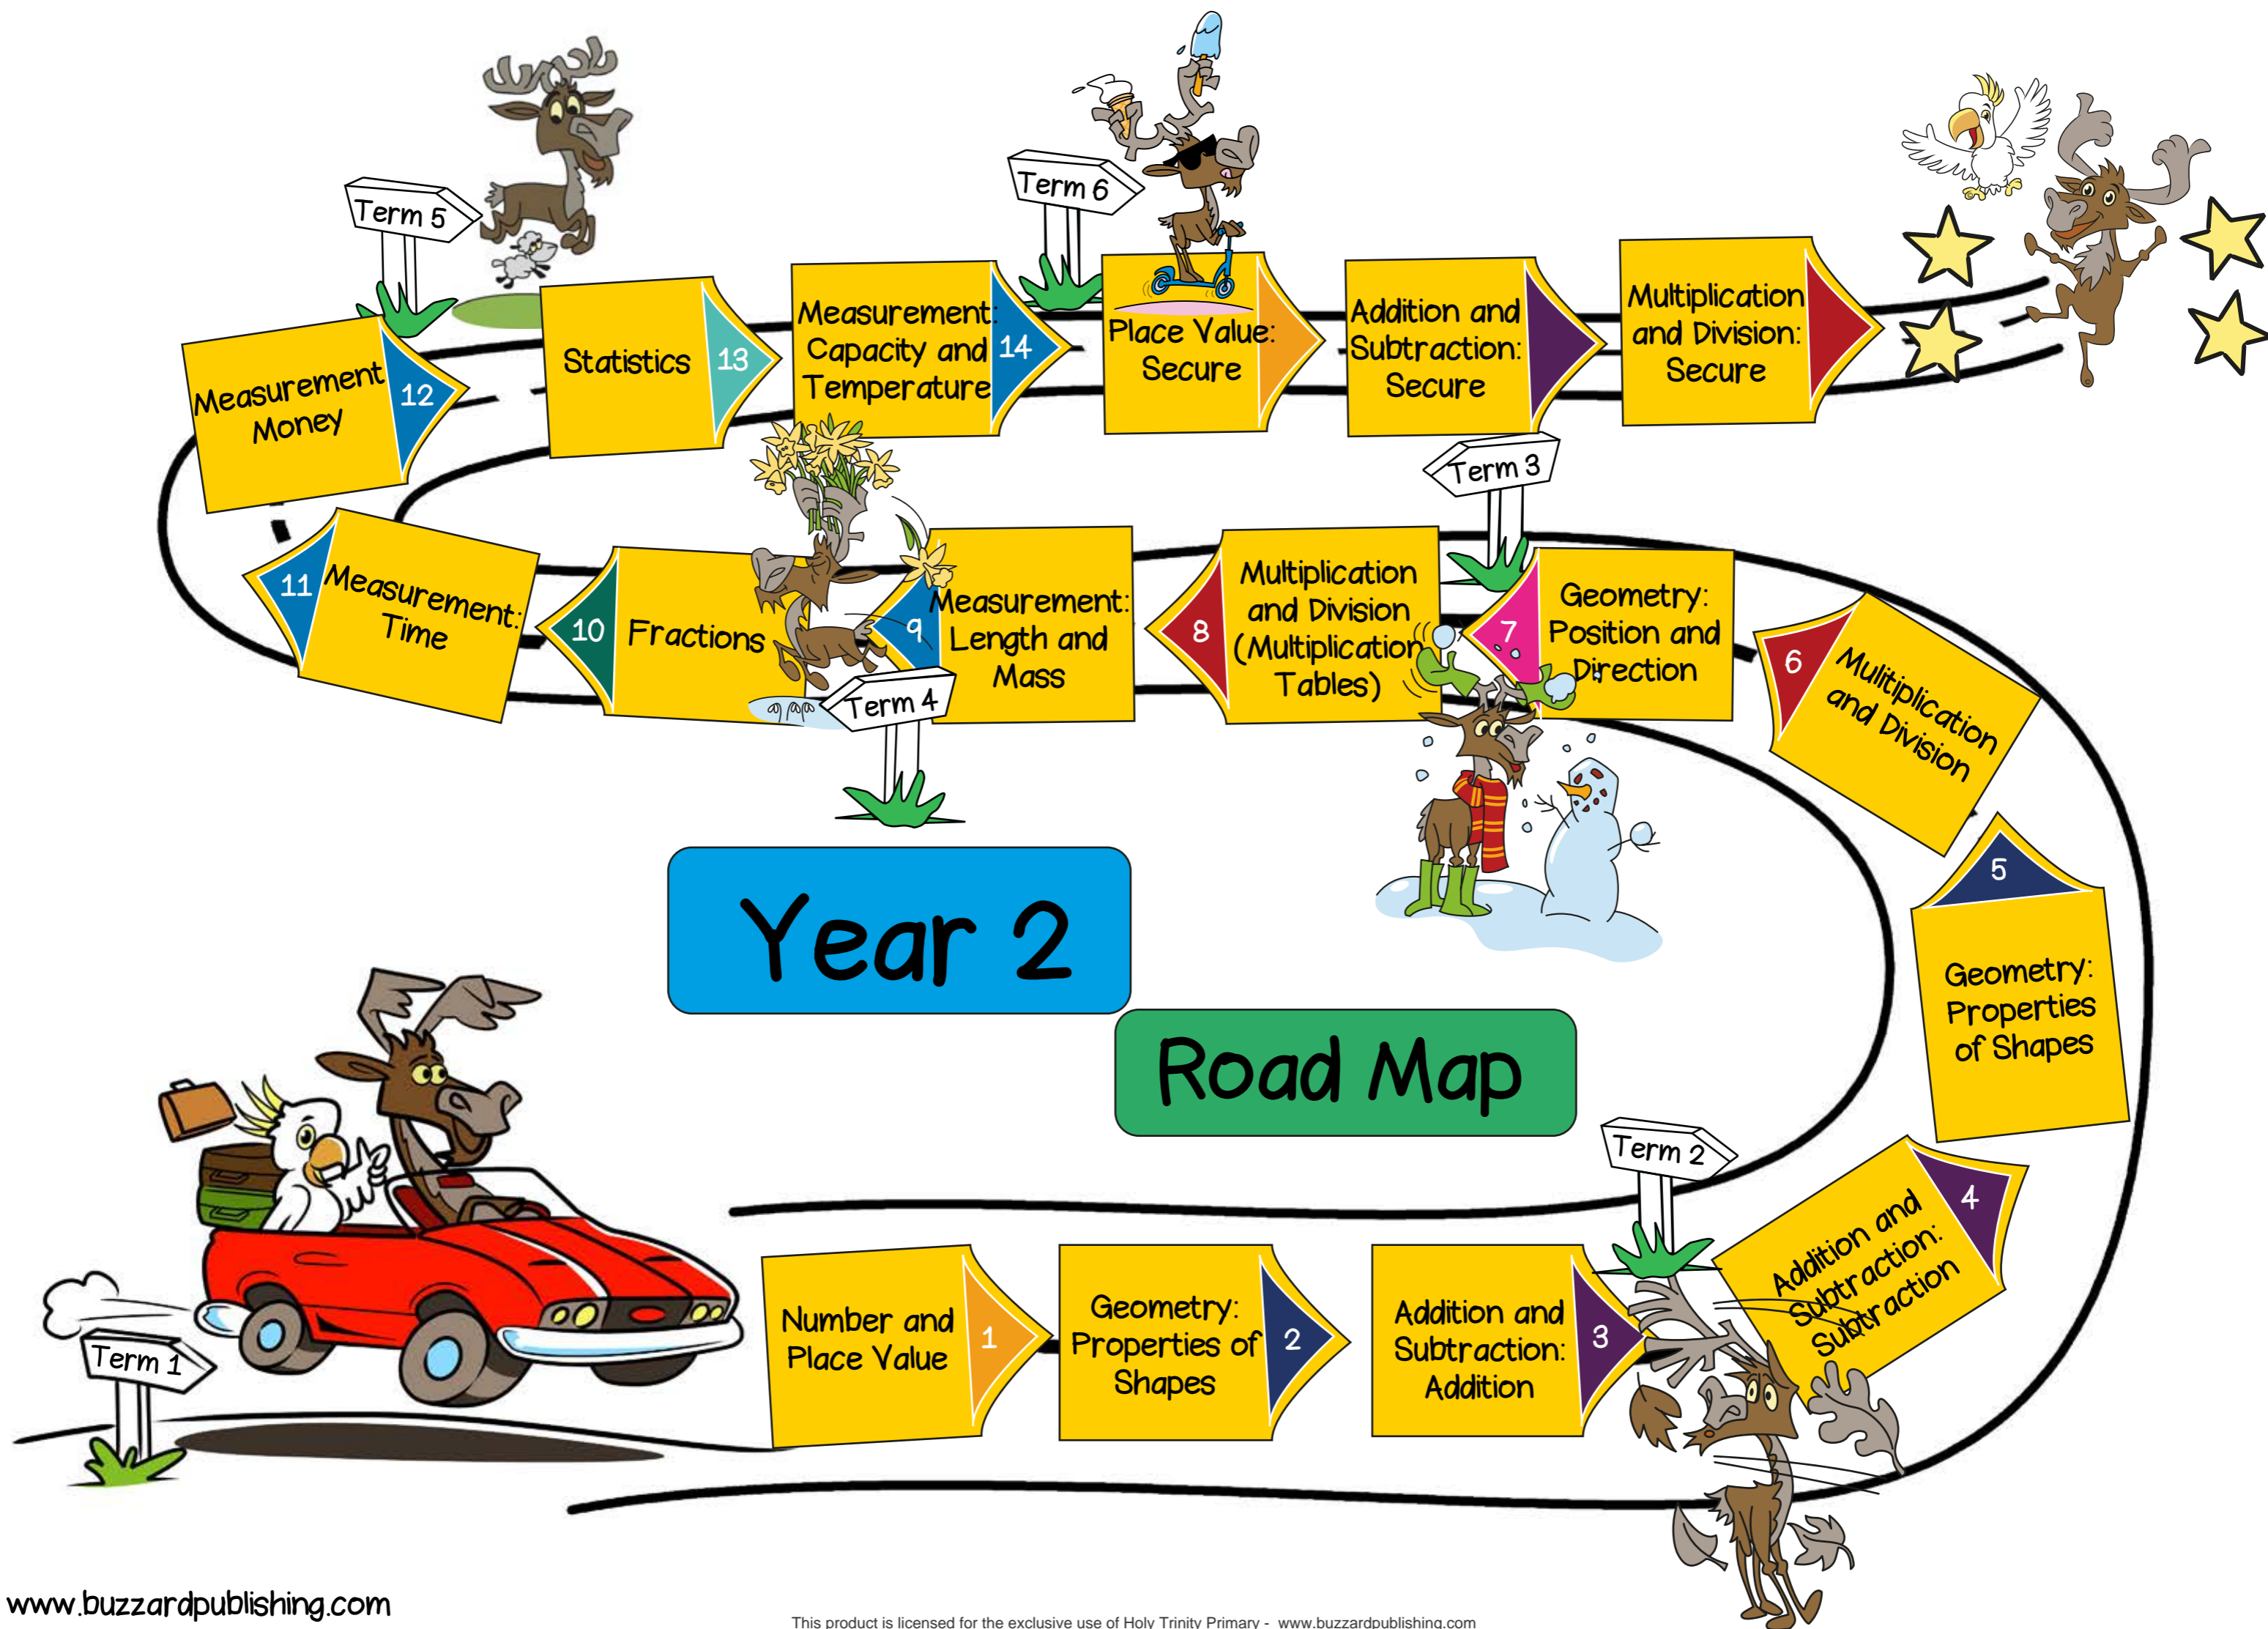 Term 1
Number and
Place Value
1
Geometry:
Properties of
Shapes
2
Addition and
Subtraction:
Addition
3
Term 2
Addition and
Subtraction:
Subtraction
4
Geometry:
Properties
of Shapes
5
Mulitiplication
and Division
6
Geometry:
Position and
Direction
7
Term 3
Multiplication
and Division
(Multiplication
Tables)
8
Measurement:
Length and
Mass
9
Term 4
Fractions
10
Measurement:
Time
11
Measurement
Money
12
Term 5
Statistics
13
Measurement:
Capacity and
Temperature
14
Term 6
Place Value:
Secure
Addition and
Subtraction:
Secure
Multiplication
and Division:
Secure
Year 2
Road Map
www.buzzardpublishing.com
This product is licensed for the exclusive use of Holy Trinity Primary - www.buzzardpublishing.com